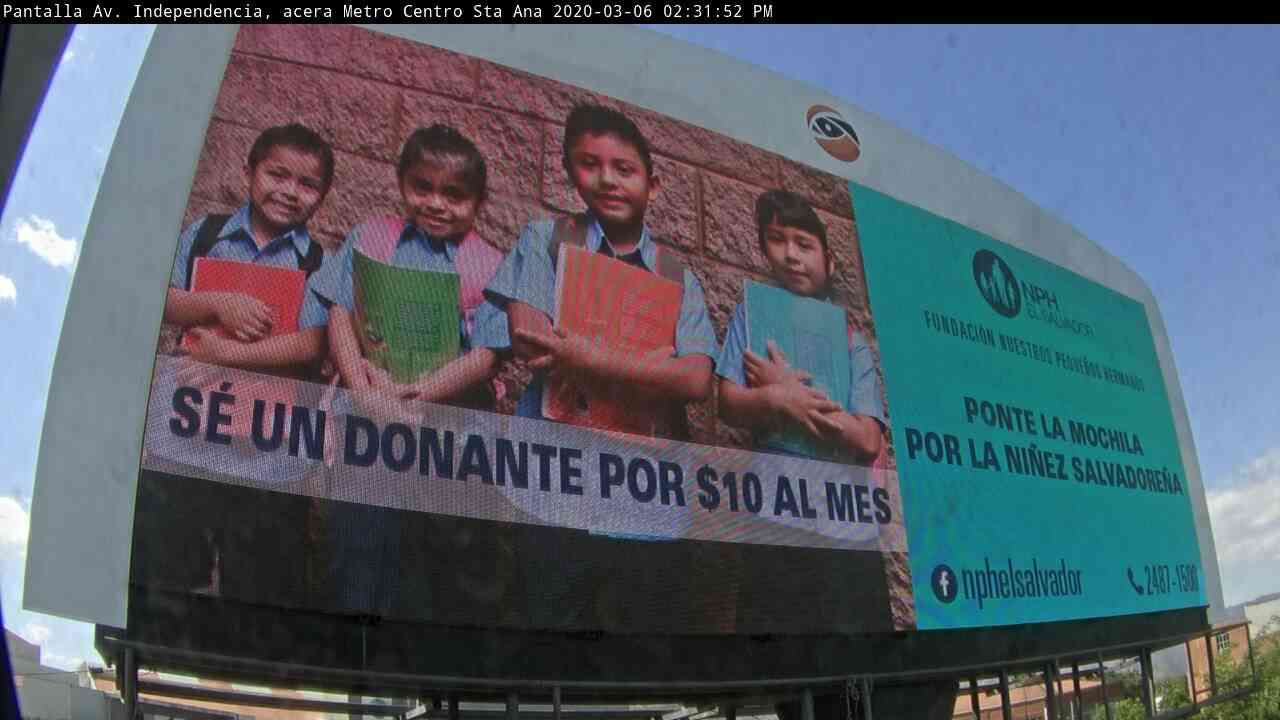 Pantalla Av. Independencia, acera Metro Centro Sta Ana 2020-03-06 02:31:52 PM
NPH
EL SALVADOR
FUNDACIÓN NUESTROS PEQUEÑOS HERMANOS
PONTE LA MOCHILA
POR LA NIÑEZ SALVADOREÑA
SÉ UN DONANTE POR $10 AL MES
nphelsalvador
2487-1500